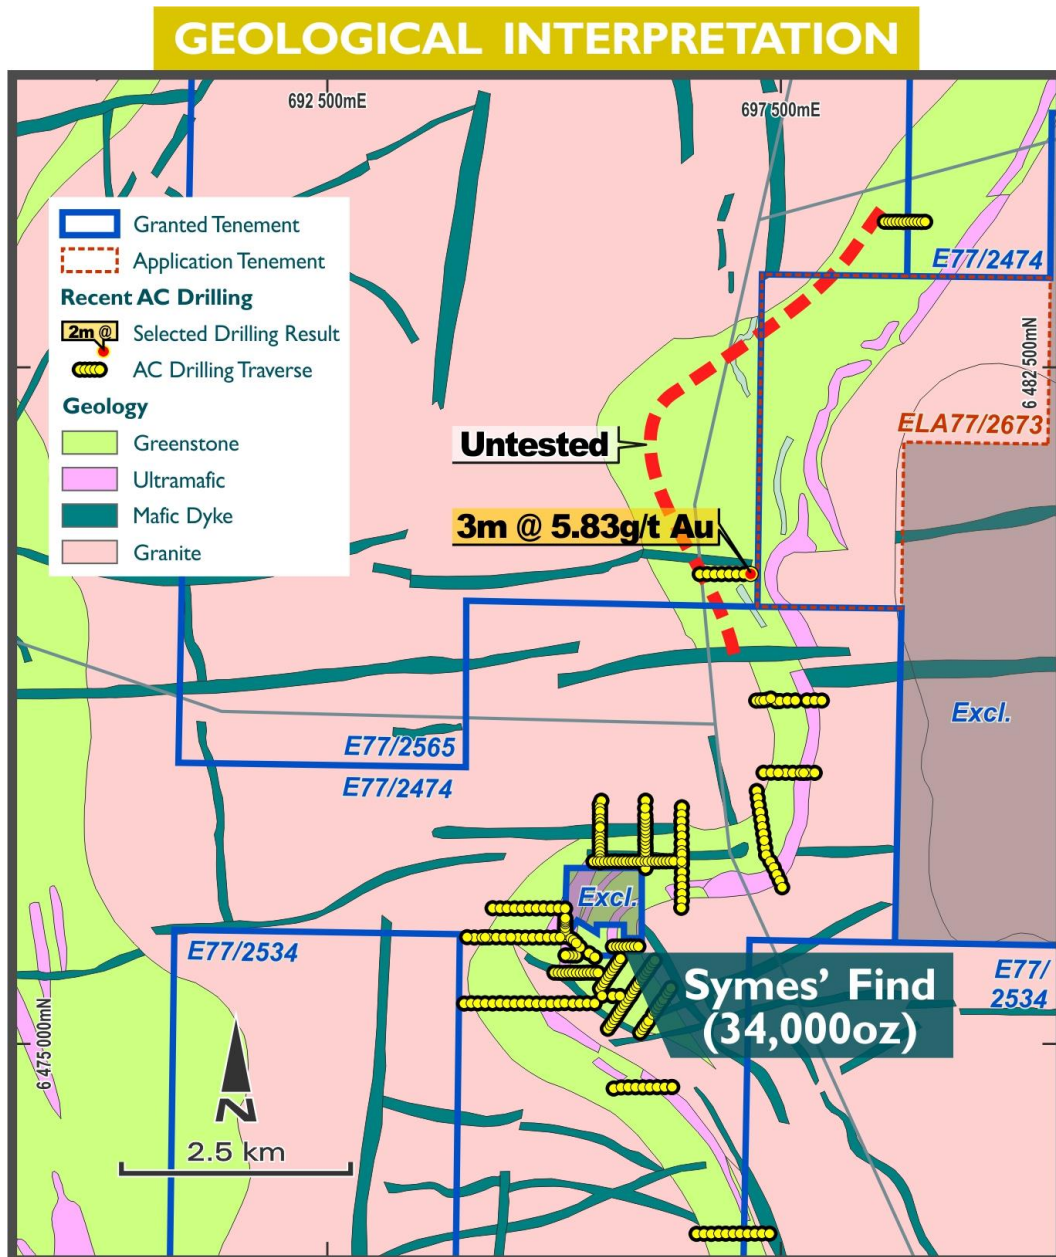 GEOLOGICAL INTERPRETATION
692 500mE
697 500mE
Granted Tenement
Application Tenement
Recent AC Drilling
2m @
Selected Drilling Result
AC Drilling Traverse
Geology
Greenstone
Ultramafic
Mafic Dyke
Granite
E77/2474
6 482 500mN
ELA77/2673
Untested
3m @ 5.83g/t Au
Excl.
E77/2565
E77/2474
Excl.
E77/2534
Symes’ Find
(34,000oz)
E77/
2534
6 475 000mN
N
2.5 km